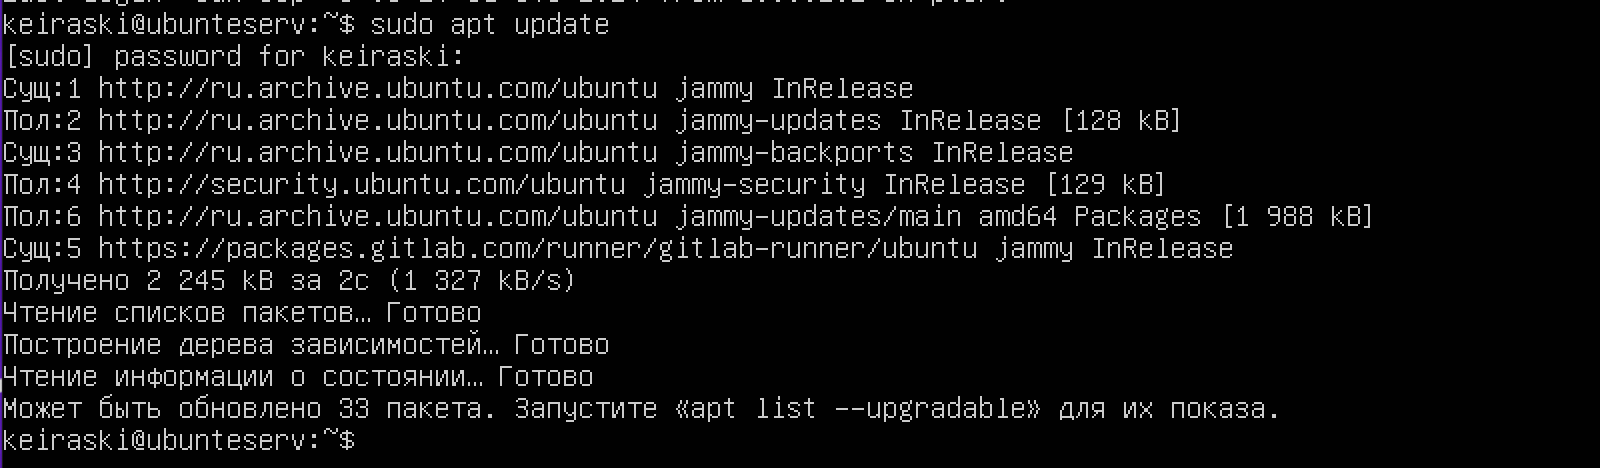 keiraski@ubunteserv:~$ sudo apt update
[sudo] password for keiraski:
Сущ:1 http://ru.archive.ubuntu.com/ubuntu jammy InRelease
Пол:2 http://ru.archive.ubuntu.com/ubuntu jammy-updates InRelease [128 kB]
Сущ:3 http://ru.archive.ubuntu.com/ubuntu jammy-backports InRelease
Пол:4 http://security.ubuntu.com/ubuntu jammy-security InRelease [129 kB]
Пол:6 http://ru.archive.ubuntu.com/ubuntu jammy-updates/main amd64 Packages [1 988 kB]
Сущ:5 https://packages.gitlab.com/runner/gitlab-runner/ubuntu jammy InRelease
Получено 2 245 kB за 2с (1 327 kB/s)
Чтение списков пакетов… Готово
Построение дерева зависимостей… Готово
Чтение информации о состоянии… Готово
Может быть обновлено 33 пакета. Запустите «apt list --upgradable» для их показа.
keiraski@ubunteserv:~$